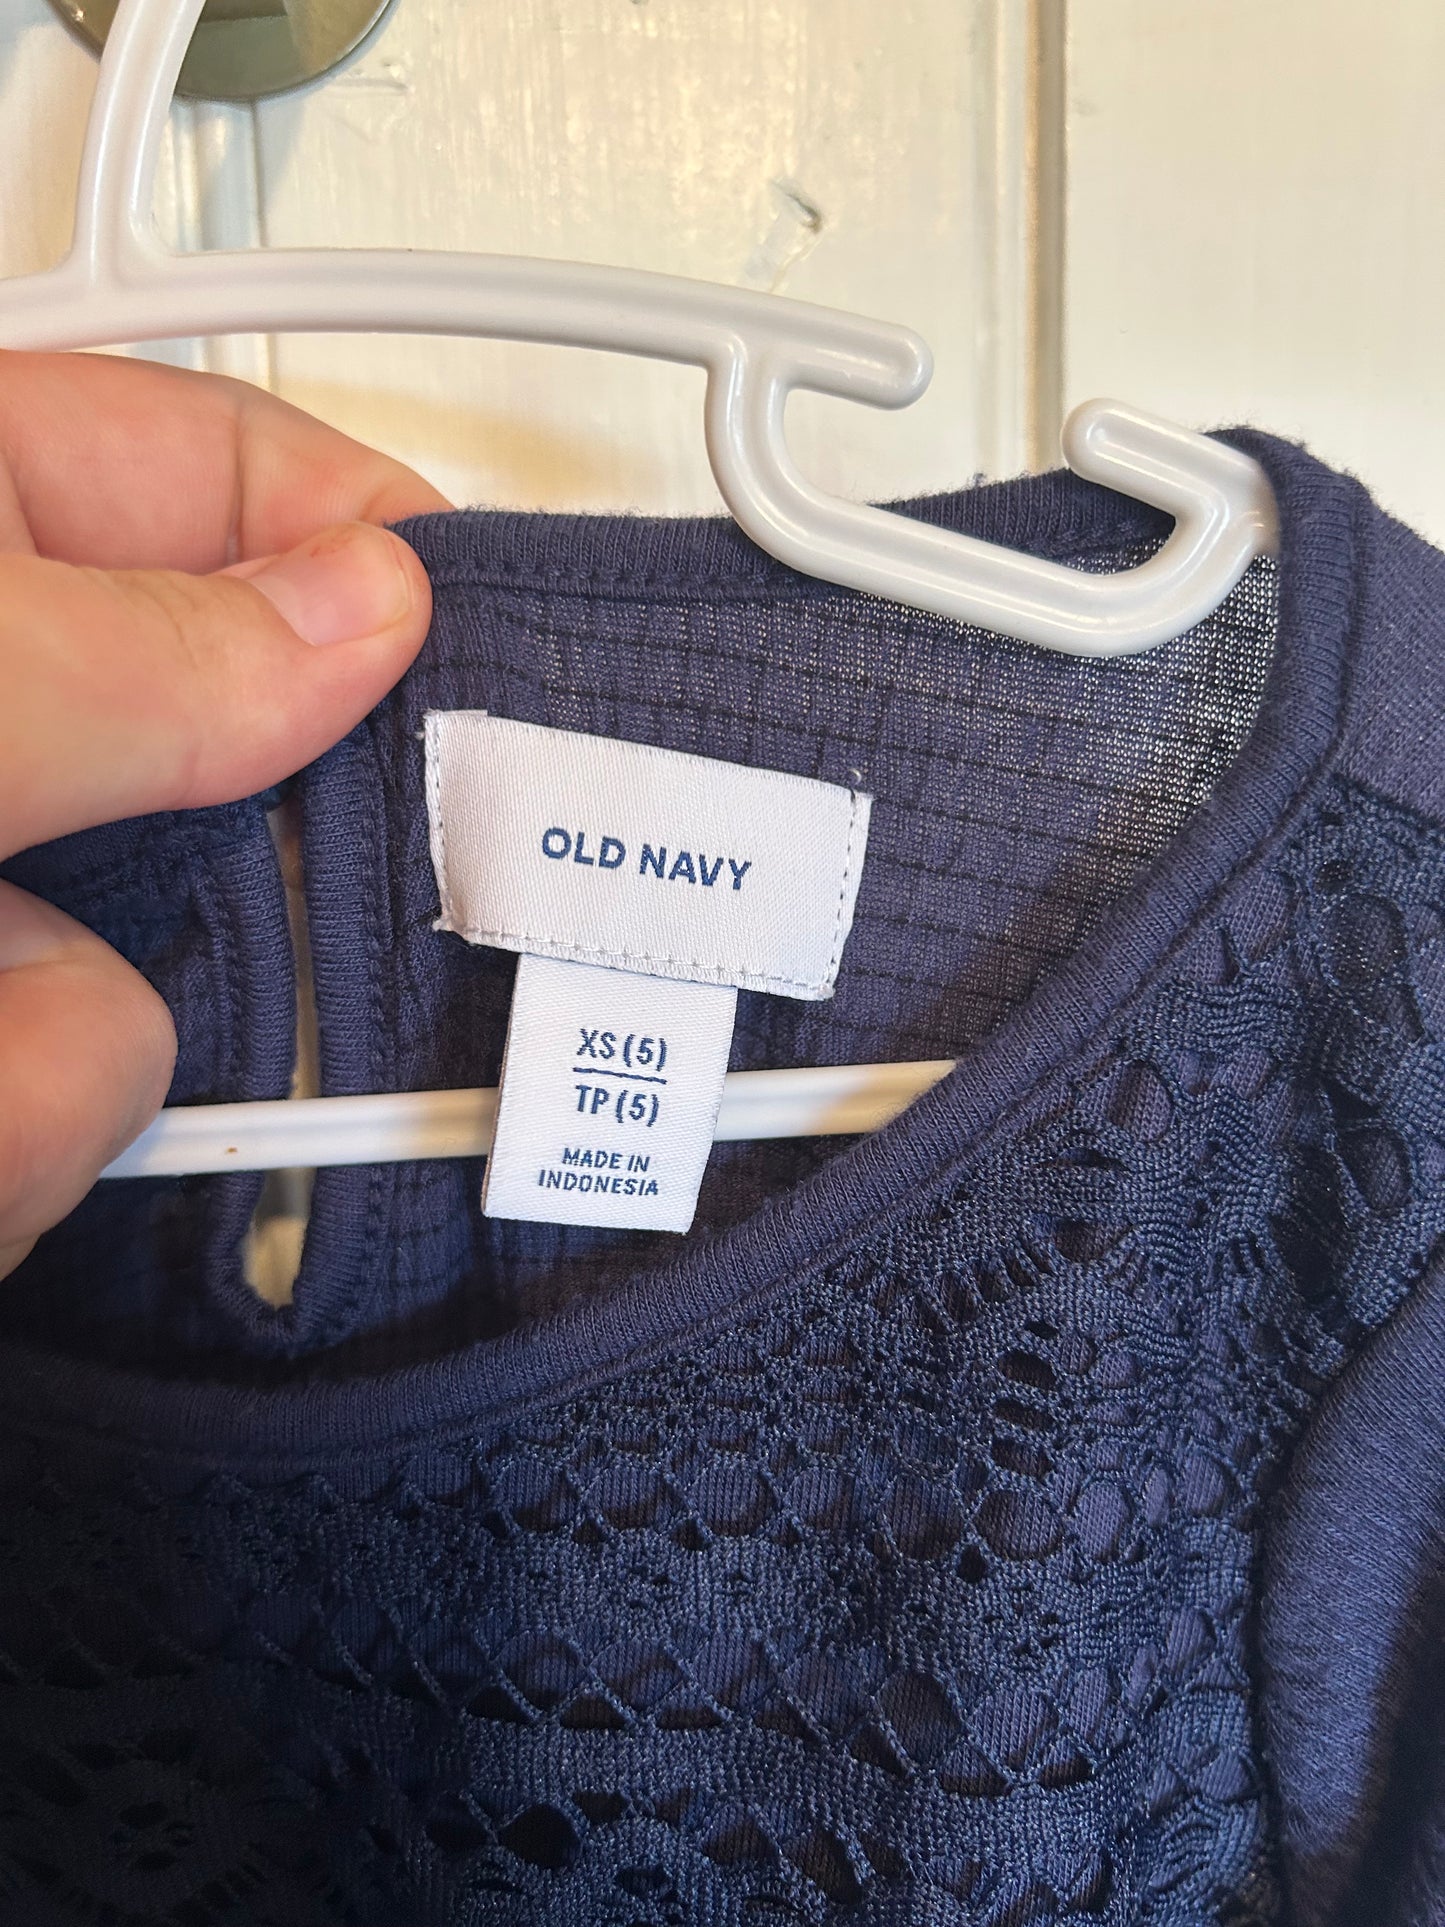 OLD NAVY
XS (5)
TP (5)
MADE IN
INDONESIA